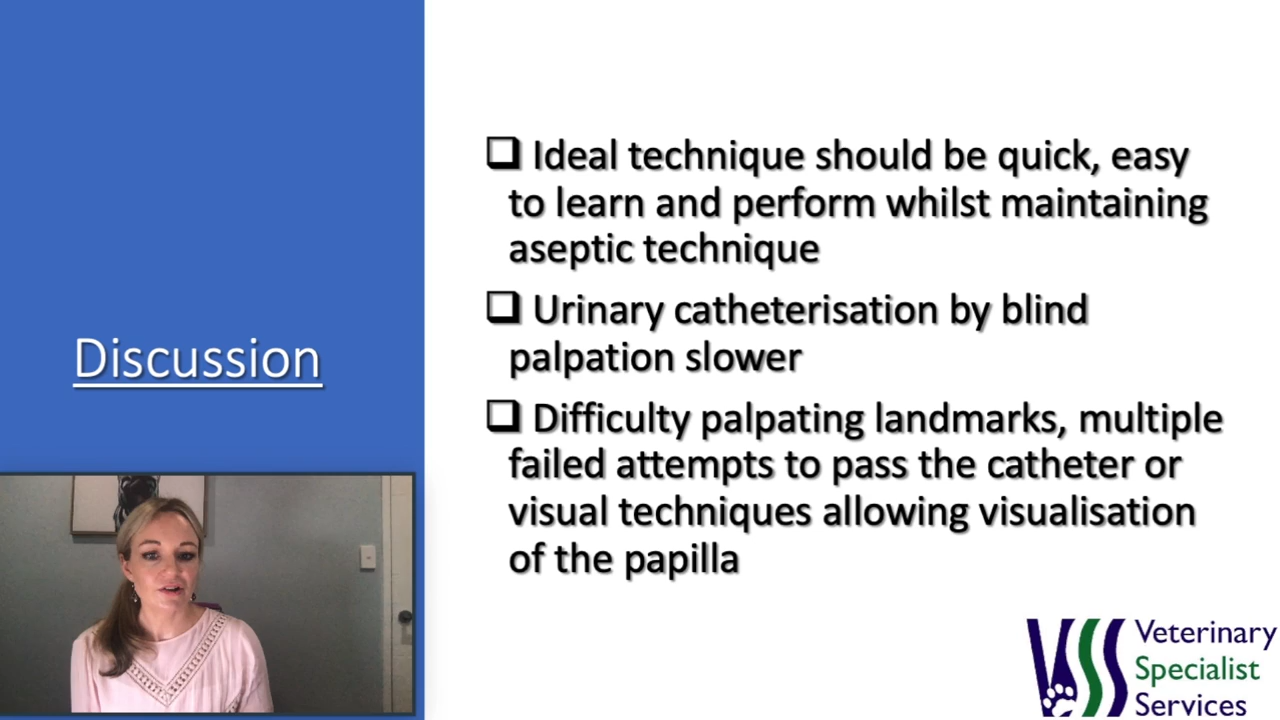 Discussion
❑ Ideal technique should be quick, easy
to learn and perform whilst maintaining
aseptic technique
❑ Urinary catheterisation by blind
palpation slower
❑ Difficulty palpating landmarks, multiple
failed attempts to pass the catheter or
visual techniques allowing visualisation
of the papilla
VSS
Veterinary
Specialist
Services